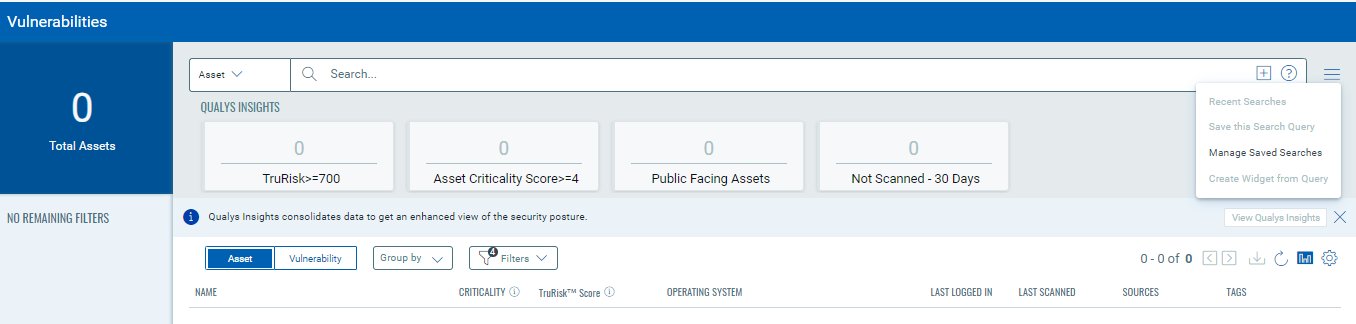 Vulnerabilities
0
Total Assets
NO REMAINING FILTERS
Asset
Search...
?
Recent Searches
Save this Search Query
Manage Saved Searches
Create Widget from Query
QUALYS INSIGHTS
0
TruRisk>=700
0
Asset Criticality Score>=4
0
Public Facing Assets
0
Not Scanned - 30 Days
Qualys Insights consolidates data to get an enhanced view of the security posture.
View Qualys Insights
Asset
Vulnerability
Group by
4
Filters
0 - 0 of 0
NAME
CRITICALITY
TruRisk™ Score
OPERATING SYSTEM
LAST LOGGED IN
LAST SCANNED
SOURCES
TAGS